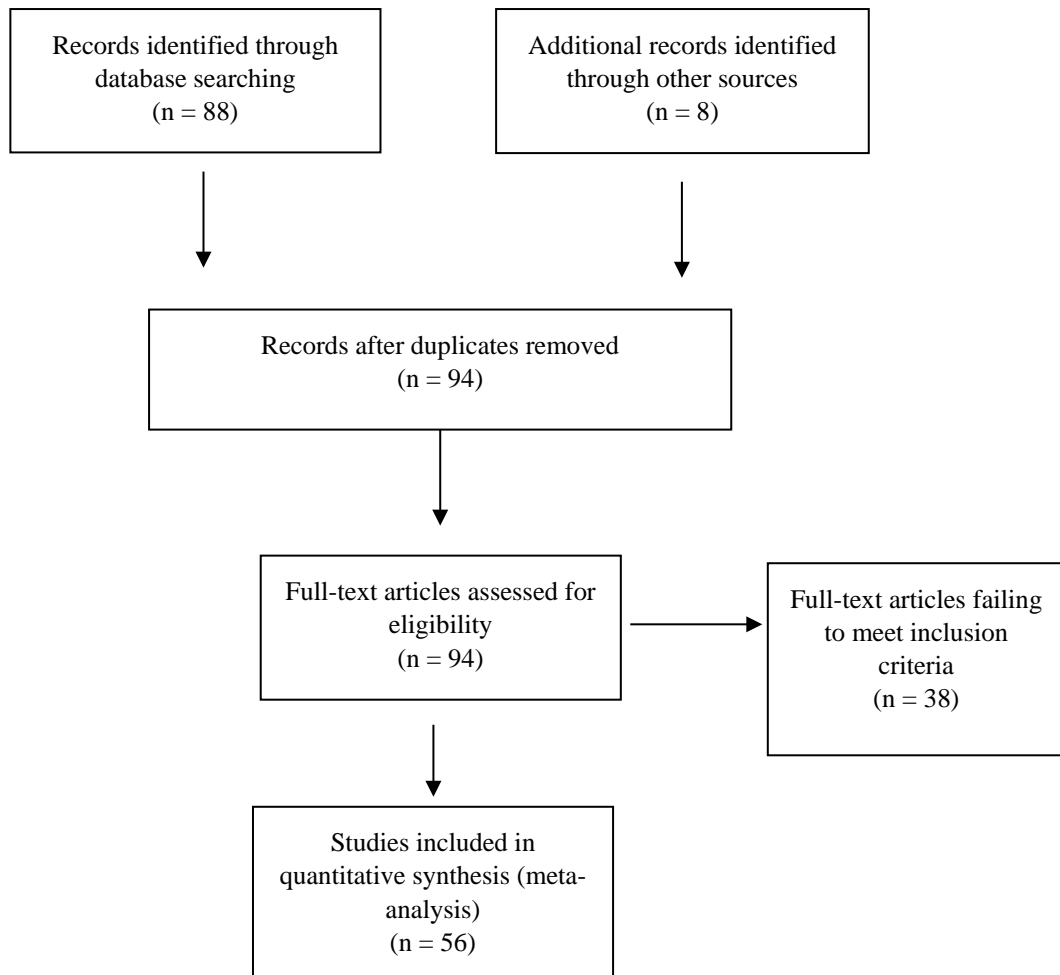 Records identified through
database searching
(n = 88)
Additional records identified
through other sources
(n = 8)
Records after duplicates removed
(n = 94)
Full-text articles assessed for
eligibility
(n = 94)
Full-text articles failing
to meet inclusion
criteria
(n = 38)
Studies included in
quantitative synthesis (meta-
analysis)
(n = 56)